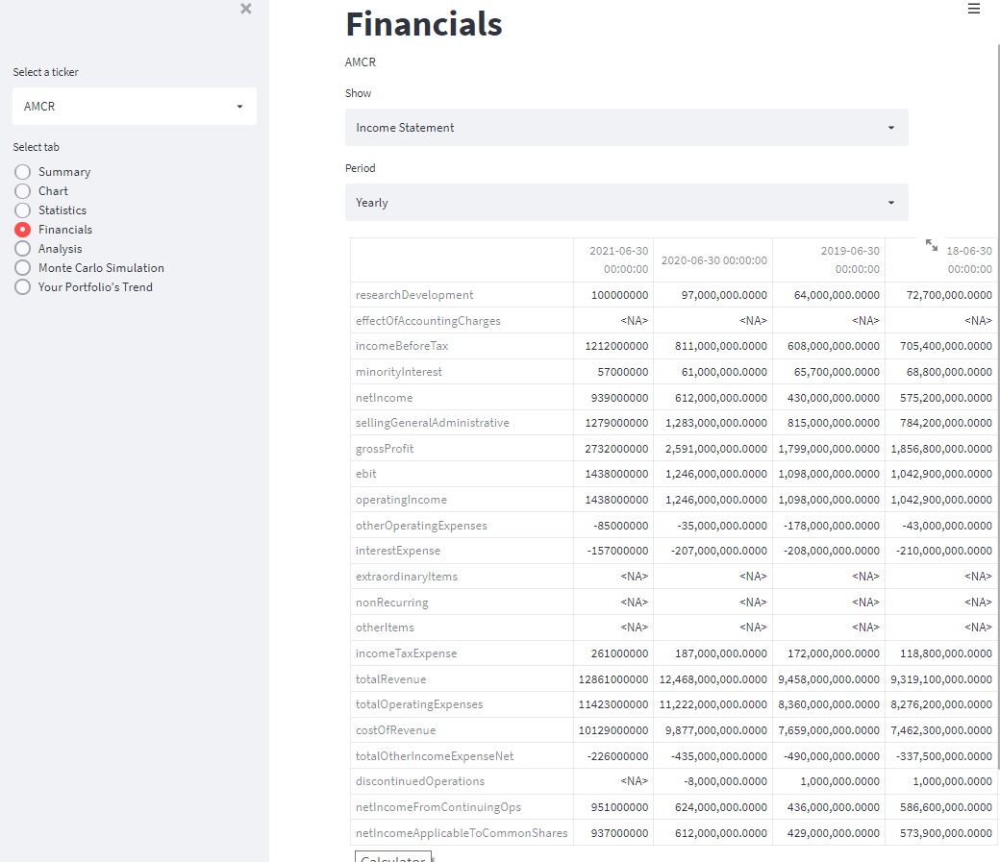 ×
Select a ticker
AMCR
Select tab
Summary
Chart
Statistics
Financials
Analysis
Monte Carlo Simulation
Your Portfolio's Trend
Financials
AMCR
Show
Income Statement
Period
Yearly
2021-06-30 00:00:00 2020-06-30 00:00:00 2019-06-30 00:00:00 18-06-30 00:00:00
researchDevelopment 100000000 97,000,000.0000 64,000,000.0000 72,700,000.0000
effectOfAccountingCharges <NA> <NA> <NA> <NA>
incomeBeforeTax 1212000000 811,000,000.0000 608,000,000.0000 705,400,000.0000
minorityInterest 57000000 61,000,000.0000 65,700,000.0000 68,800,000.0000
netIncome 939000000 612,000,000.0000 430,000,000.0000 575,200,000.0000
sellingGeneralAdministrative 1279000000 1,283,000,000.0000 815,000,000.0000 784,200,000.0000
grossProfit 2732000000 2,591,000,000.0000 1,799,000,000.0000 1,856,800,000.0000
ebit 1438000000 1,246,000,000.0000 1,098,000,000.0000 1,042,900,000.0000
operatingIncome 1438000000 1,246,000,000.0000 1,098,000,000.0000 1,042,900,000.0000
otherOperatingExpenses -85000000 -35,000,000.0000 -178,000,000.0000 -43,000,000.0000
interestExpense -157000000 -207,000,000.0000 -208,000,000.0000 -210,000,000.0000
extraordinaryItems <NA> <NA> <NA> <NA>
nonRecurring <NA> <NA> <NA> <NA>
otherItems <NA> <NA> <NA> <NA>
incomeTaxExpense 261000000 187,000,000.0000 172,000,000.0000 118,800,000.0000
totalRevenue 12861000000 12,468,000,000.0000 9,458,000,000.0000 9,319,100,000.0000
totalOperatingExpenses 11423000000 11,222,000,000.0000 8,360,000,000.0000 8,276,200,000.0000
costOfRevenue 10129000000 9,877,000,000.0000 7,659,000,000.0000 7,462,300,000.0000
totalOtherIncomeExpenseNet -226000000 -435,000,000.0000 -490,000,000.0000 -337,500,000.0000
discontinuedOperations <NA> -8,000,000.0000 1,000,000.0000 1,000,000.0000
netIncomeFromContinuingOps 951000000 624,000,000.0000 436,000,000.0000 586,600,000.0000
netIncomeApplicableToCommonShares 937000000 612,000,000.0000 429,000,000.0000 573,900,000.0000
Calculator